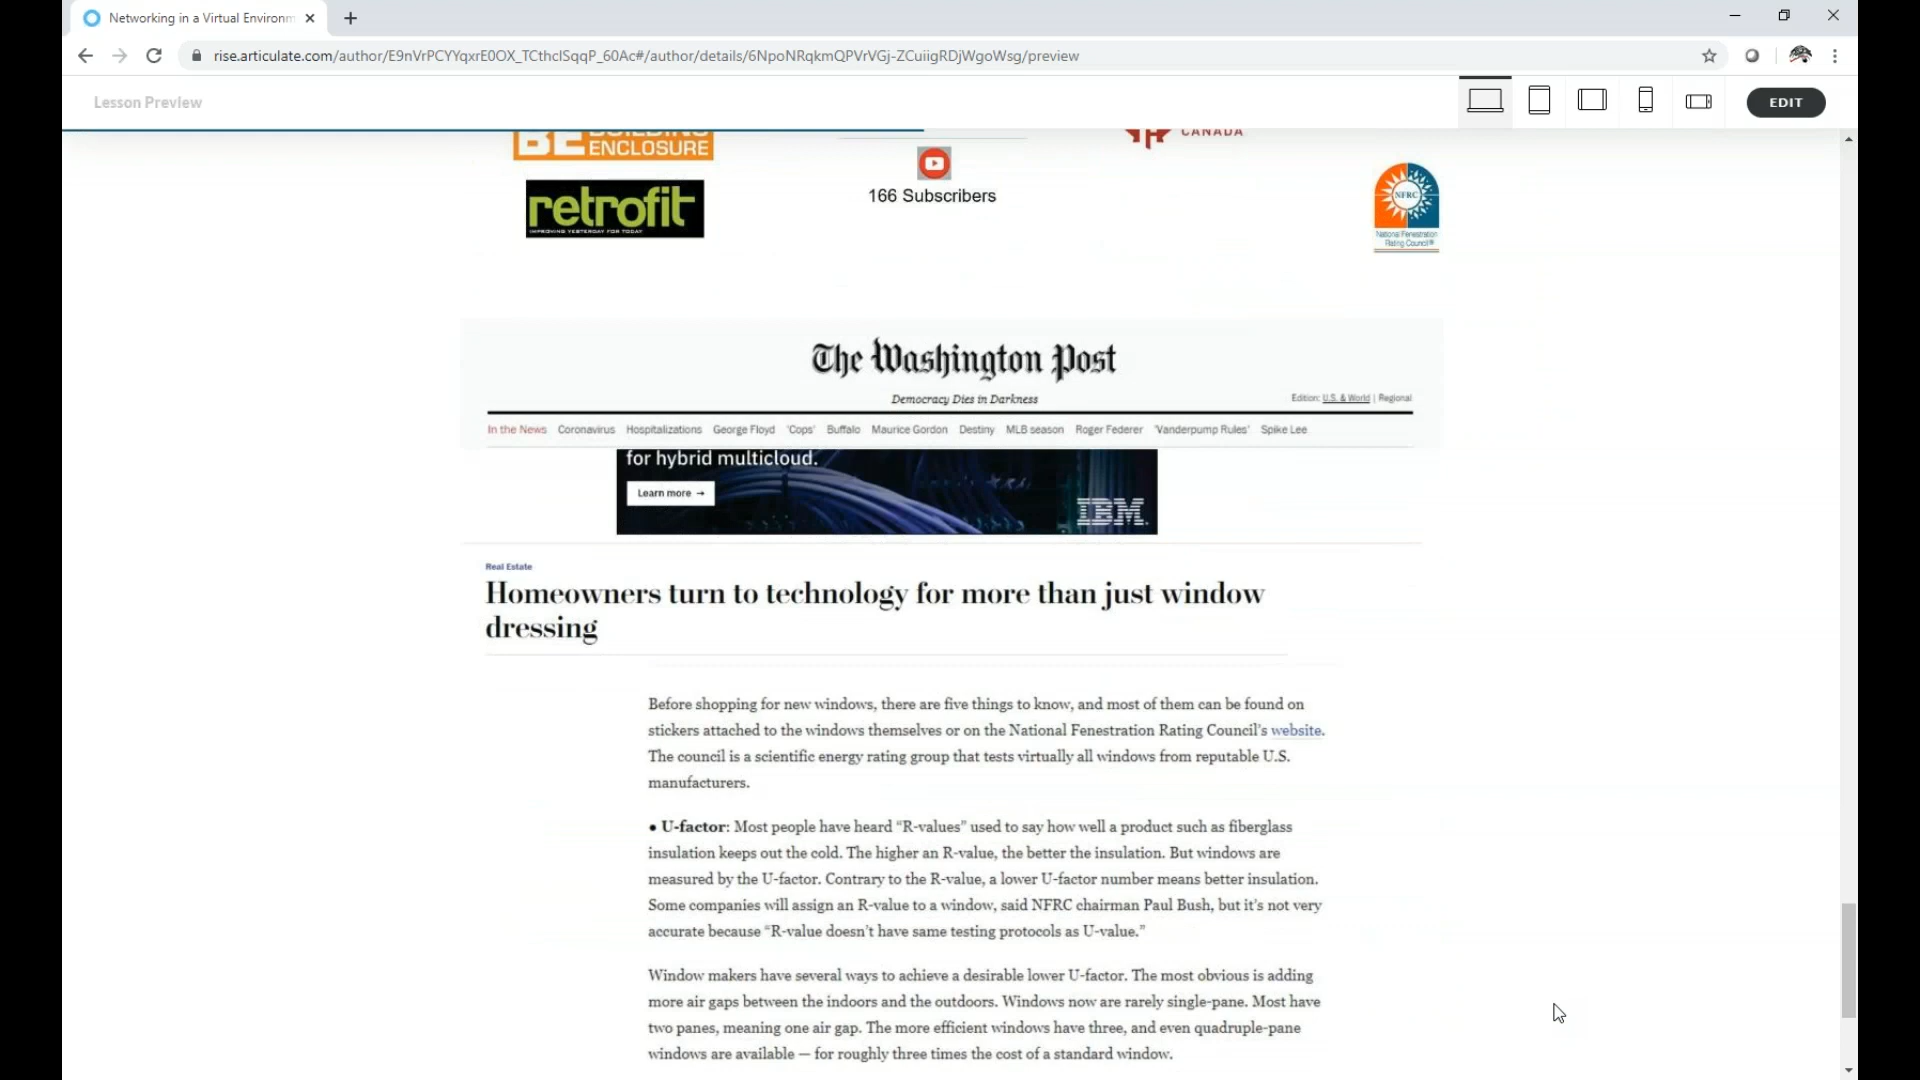 Networking in a Virtual Environm
rise.articulate.com/author/E9nVrPCYYqxrE0OX_TCthcISqqP_60Ac#/author/details/6NpoNRqkmQPVrVGj-ZCuiigRDjWgoWsg/preview
Lesson Preview
EDIT
BE BUILDING
ENCLOSURE
CANADA
retrofit
IMPROVING YESTERDAY FOR TODAY
166 Subscribers
NFRC
National Fenestration
Rating Council®
The Washington Post
Democracy Dies in Darkness
Edition: U.S. & World | Regional
In the News Coronavirus Hospitalizations George Floyd 'Cops' Buffalo Maurice Gordon Destiny MLB season Roger Federer 'Vanderpump Rules' Spike Lee
for hybrid multicloud.
Learn more →
IBM.
Real Estate
Homeowners turn to technology for more than just window
dressing
Before shopping for new windows, there are five things to know, and most of them can be found on
stickers attached to the windows themselves or on the National Fenestration Rating Council's website.
The council is a scientific energy rating group that tests virtually all windows from reputable U.S.
manufacturers.
● U-factor: Most people have heard “R-values” used to say how well a product such as fiberglass
insulation keeps out the cold. The higher an R-value, the better the insulation. But windows are
measured by the U-factor. Contrary to the R-value, a lower U-factor number means better insulation.
Some companies will assign an R-value to a window, said NFRC chairman Paul Bush, but it's not very
accurate because “R-value doesn't have same testing protocols as U-value.”
Window makers have several ways to achieve a desirable lower U-factor. The most obvious is adding
more air gaps between the indoors and the outdoors. Windows now are rarely single-pane. Most have
two panes, meaning one air gap. The more efficient windows have three, and even quadruple-pane
windows are available — for roughly three times the cost of a standard window.